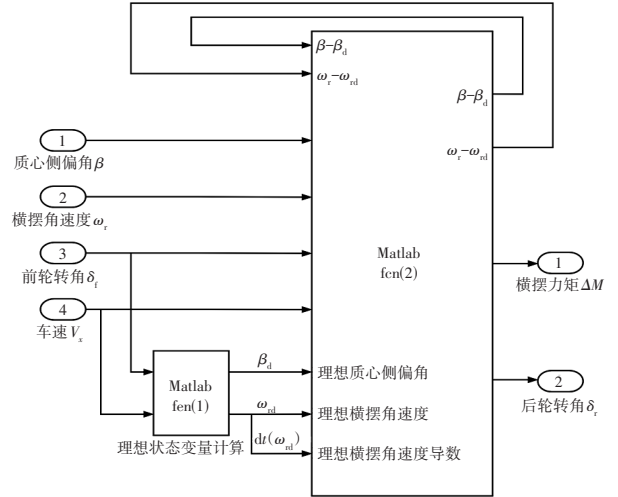 β−βd
ωr−ωrd
β−βd
ωr−ωrd
1
质心侧偏角β
2
横摆角速度ωr
3
前轮转角δf
4
车速Vx
Matlab
fcn(2)
1
横摆力矩ΔM
2
后轮转角δr
Matlab
fen(1)
理想状态变量计算
βd
ωrd
dt(ωrd)
理想质心侧偏角
理想横摆角速度
理想横摆角速度导数